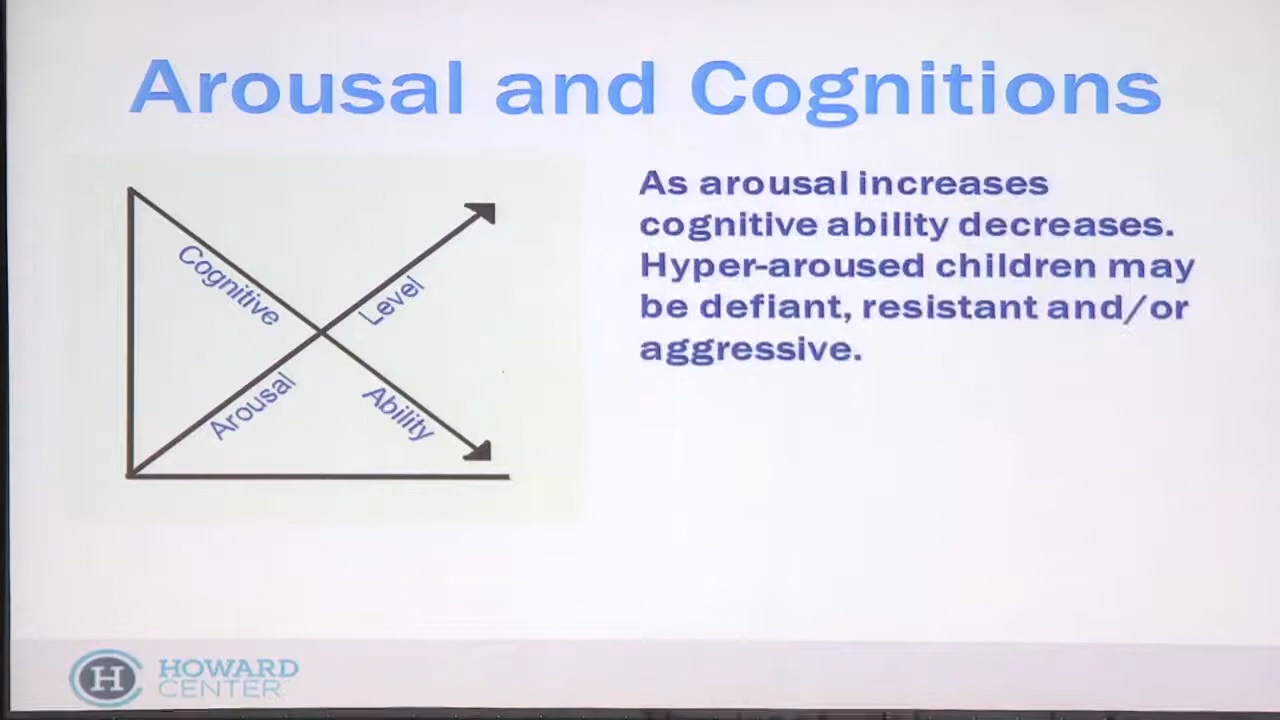 Arousal and Cognitions
Cognitive
Level
Arousal
Ability
As arousal increases
cognitive ability decreases.
Hyper-aroused children may
be defiant, resistant and/or
aggressive.
H
HOWARD
CENTER